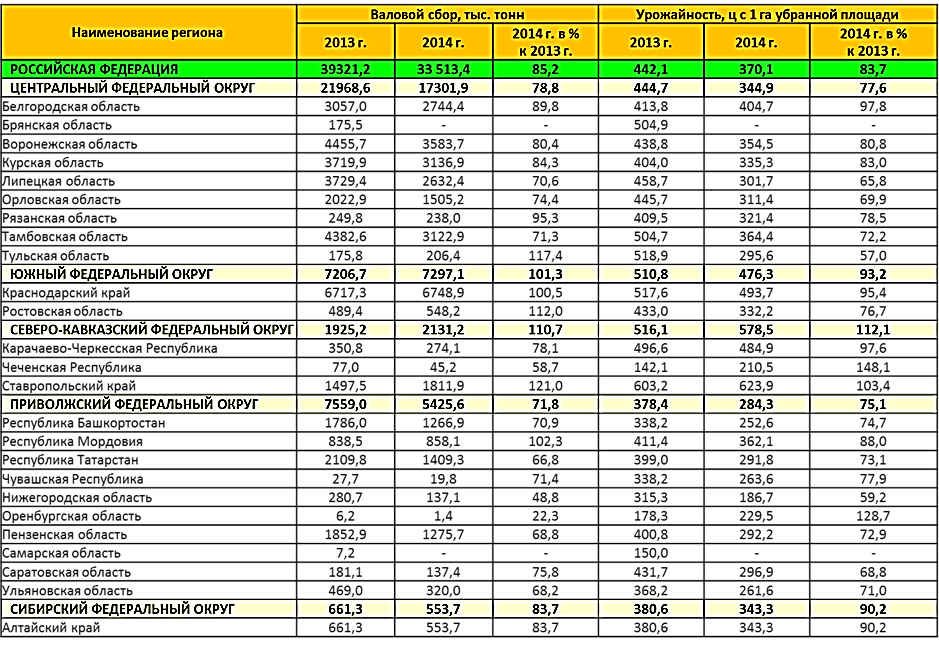 Наименование региона Валовой сбор, тыс. тонн Урожайность, ц с 1 га убранной площади
2013 г. 2014 г. 2014 г. в % к 2013 г. 2013 г. 2014 г. 2014 г. в % к 2013 г.
РОССИЙСКАЯ ФЕДЕРАЦИЯ 39321,2 33 513,4 85,2 442,1 370,1 83,7
ЦЕНТРАЛЬНЫЙ ФЕДЕРАЛЬНЫЙ ОКРУГ 21968,6 17301,9 78,8 444,7 344,9 77,6
Белгородская область 3057,0 2744,4 89,8 413,8 404,7 97,8
Брянская область 175,5 - - 504,9 - -
Воронежская область 4455,7 3583,7 80,4 438,8 354,5 80,8
Курская область 3719,9 3136,9 84,3 404,0 335,3 83,0
Липецкая область 3729,4 2632,4 70,6 458,7 301,7 65,8
Орловская область 2022,9 1505,2 74,4 445,7 311,4 69,9
Рязанская область 249,8 238,0 95,3 409,5 321,4 78,5
Тамбовская область 4382,6 3122,9 71,3 504,7 364,4 72,2
Тульская область 175,8 206,4 117,4 518,9 295,6 57,0
ЮЖНЫЙ ФЕДЕРАЛЬНЫЙ ОКРУГ 7206,7 7297,1 101,3 510,8 476,3 93,2
Краснодарский край 6717,3 6748,9 100,5 517,6 493,7 95,4
Ростовская область 489,4 548,2 112,0 433,0 332,2 76,7
СЕВЕРО-КАВКАЗСКИЙ ФЕДЕРАЛЬНЫЙ ОКРУГ 1925,2 2131,2 110,7 516,1 578,5 112,1
Карачаево-Черкесская Республика 350,8 274,1 78,1 496,6 484,9 97,6
Чеченская Республика 77,0 45,2 58,7 142,1 210,5 148,1
Ставропольский край 1497,5 1811,9 121,0 603,2 623,9 103,4
ПРИВОЛЖСКИЙ ФЕДЕРАЛЬНЫЙ ОКРУГ 7559,0 5425,6 71,8 378,4 284,3 75,1
Республика Башкортостан 1786,0 1266,9 70,9 338,2 252,6 74,7
Республика Мордовия 838,5 858,1 102,3 411,4 362,1 88,0
Республика Татарстан 2109,8 1409,3 66,8 399,0 291,8 73,1
Чувашская Республика 27,7 19,8 71,4 338,2 263,6 77,9
Нижегородская область 280,7 137,1 48,8 315,3 186,7 59,2
Оренбургская область 6,2 1,4 22,3 178,3 229,5 128,7
Пензенская область 1852,9 1275,7 68,8 400,8 292,2 72,9
Самарская область 7,2 - - 150,0 - -
Саратовская область 181,1 137,4 75,8 431,7 296,9 68,8
Ульяновская область 469,0 320,0 68,2 368,2 261,6 71,0
СИБИРСКИЙ ФЕДЕРАЛЬНЫЙ ОКРУГ 661,3 553,7 83,7 380,6 343,3 90,2
Алтайский край 661,3 553,7 83,7 380,6 343,3 90,2